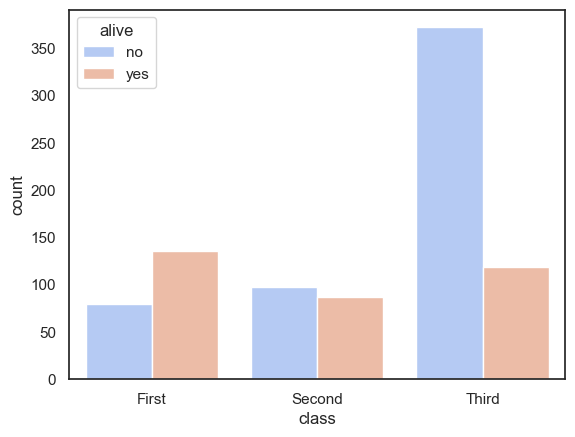 alive
no
yes
350
300
250
200
150
100
50
0
count
First Second Third
class